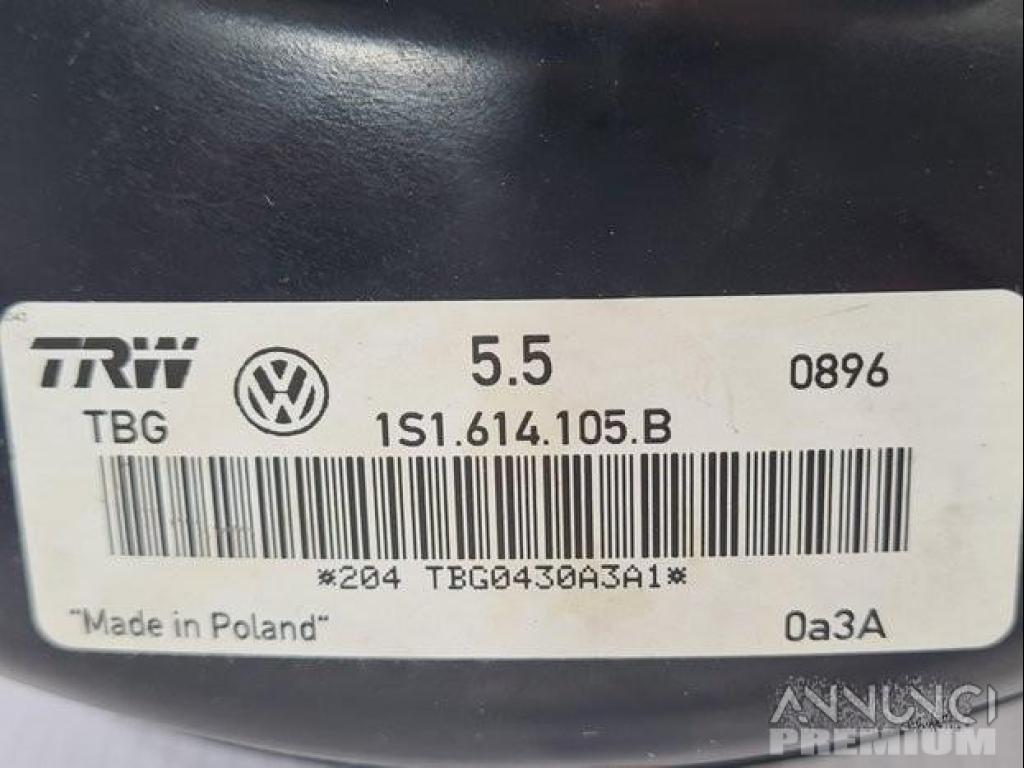 TRW 5.5 0896
TBG 1S1.614.105.B
*204 TBG0430A3A1*
"Made in Poland" 0a3A
ANNUNCI
PREMIUM